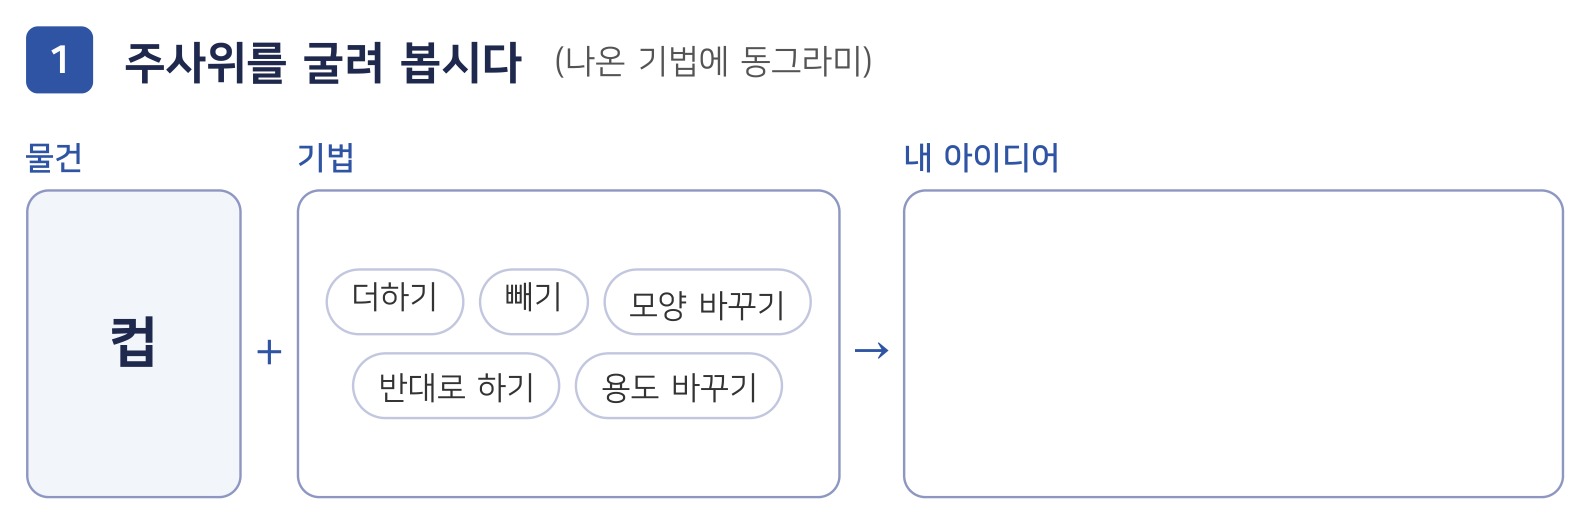 1 주사위를 굴려 봅시다 (나온 기법에 동그라미)
물건 기법 내 아이디어
더하기 빼기 모양 바꾸기
컵 + →
반대로 하기 용도 바꾸기